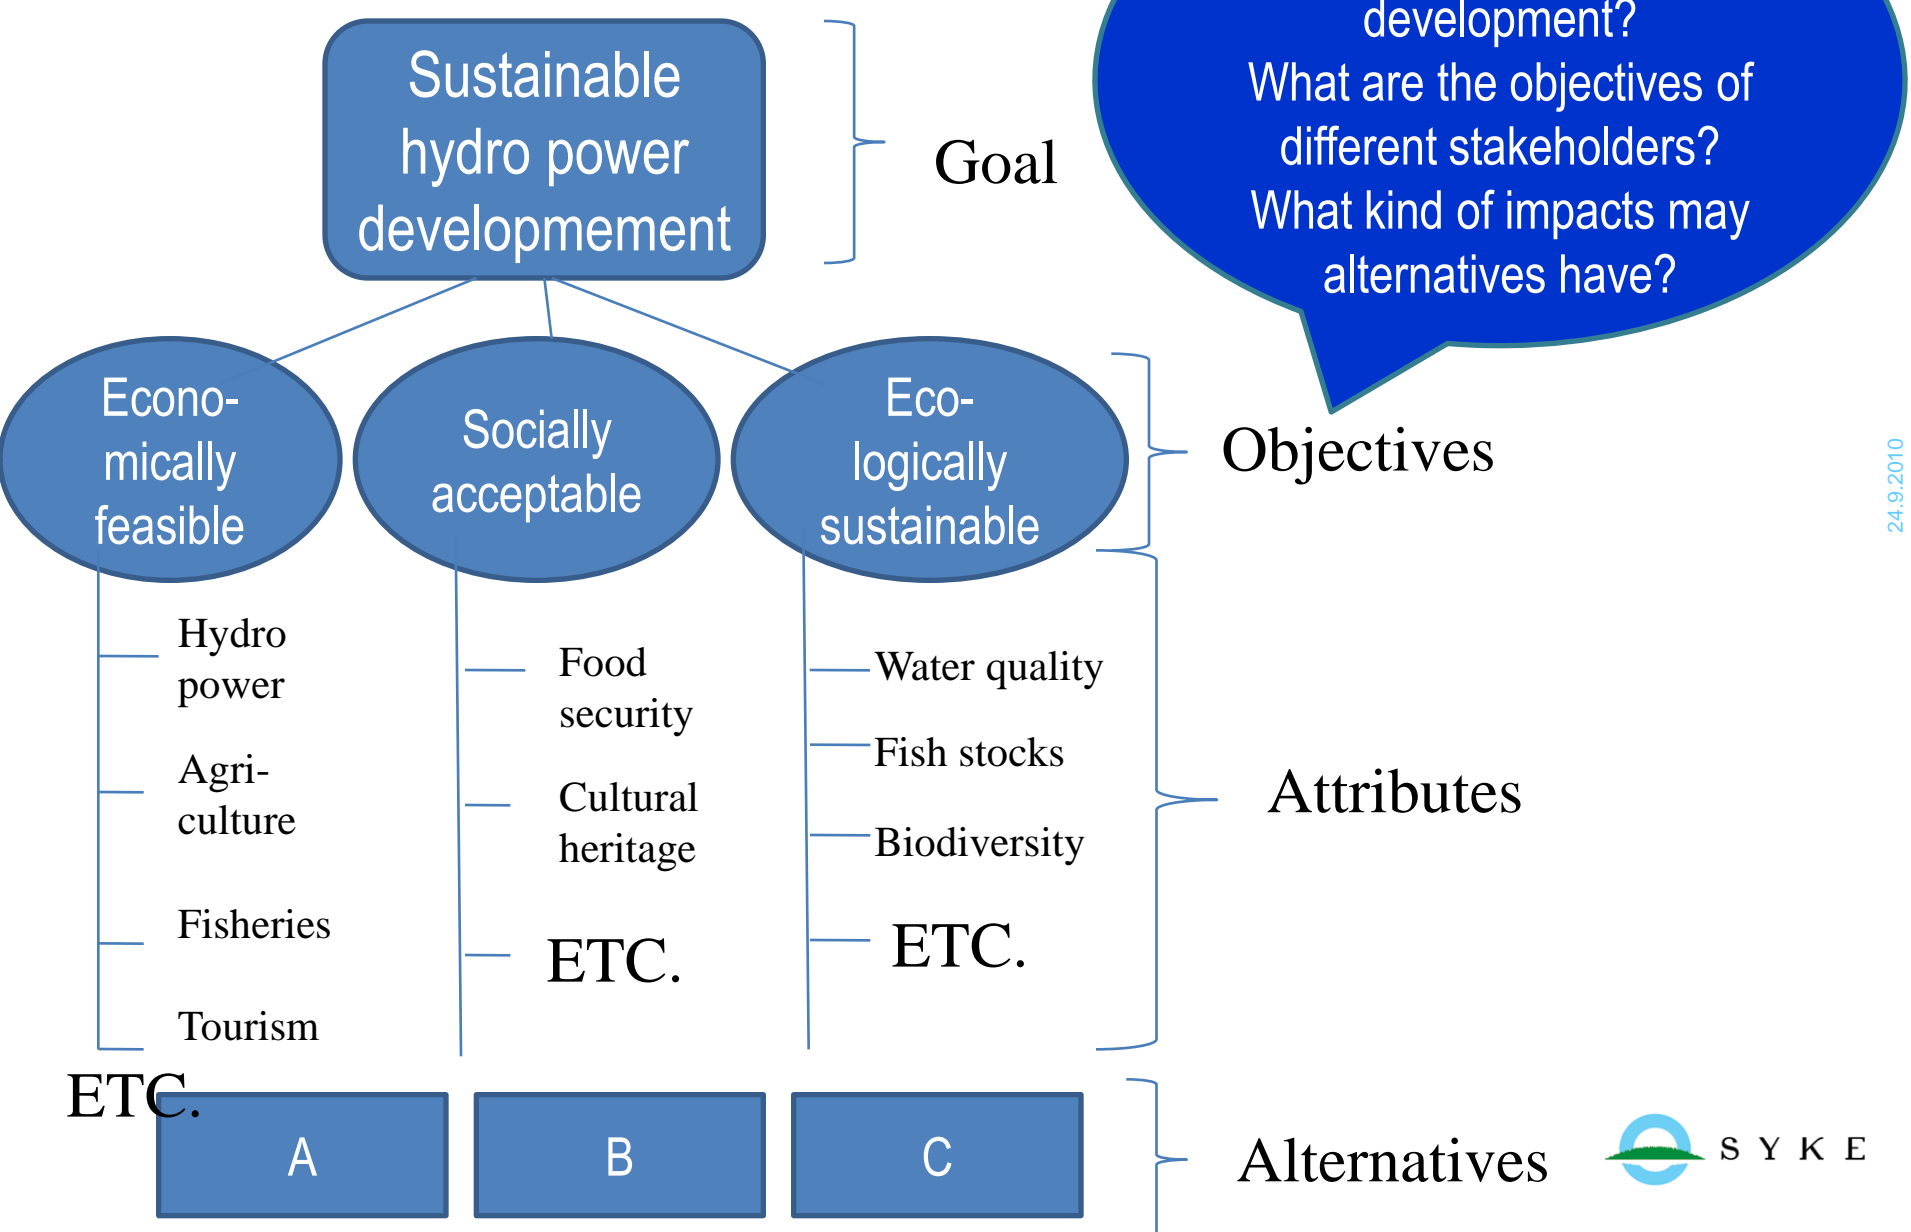 Sustainable
hydro power
developmement
Goal
development?
What are the objectives of
different stakeholders?
What kind of impacts may
alternatives have?
Econo-
mically
feasible
Socially
acceptable
Eco-
logically
sustainable
Objectives
24.9.2010
Hydro
power
Agri-
culture
Fisheries
Tourism
ETC.
Food
security
Cultural
heritage
ETC.
Water quality
Fish stocks
Biodiversity
ETC.
Attributes
A
B
C
Alternatives
SYKE